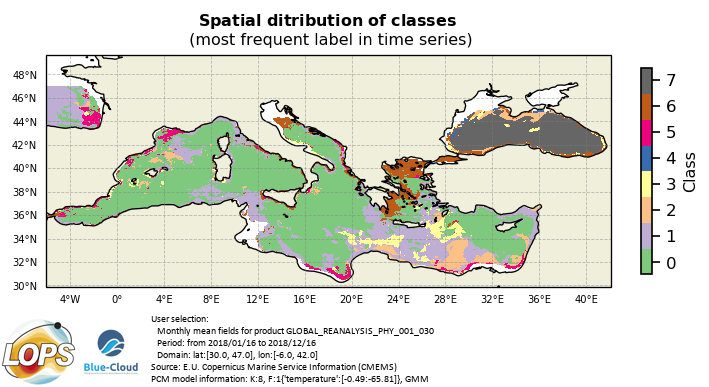 Spatial ditribution of classes
(most frequent label in time series)
48°N
46°N
44°N
42°N
40°N
38°N
36°N
34°N
32°N
30°N
4°W
0°
4°E
8°E
12°E
16°E
20°E
24°E
28°E
32°E
36°E
40°E
7
6
5
4
3
2
1
0
Class
LOPS
Blue-Cloud
User selection:
Monthly mean fields for product GLOBAL_REANALYSIS_PHY_001_030
Period: from 2018/01/16 to 2018/12/16
Domain: lat:[30.0, 47.0], lon:[-6.0, 42.0]
Source: E.U. Copernicus Marine Service Information (CMEMS)
PCM model information: K:8, F:1{'temperature':[-0.49:-65.81]}, GMM